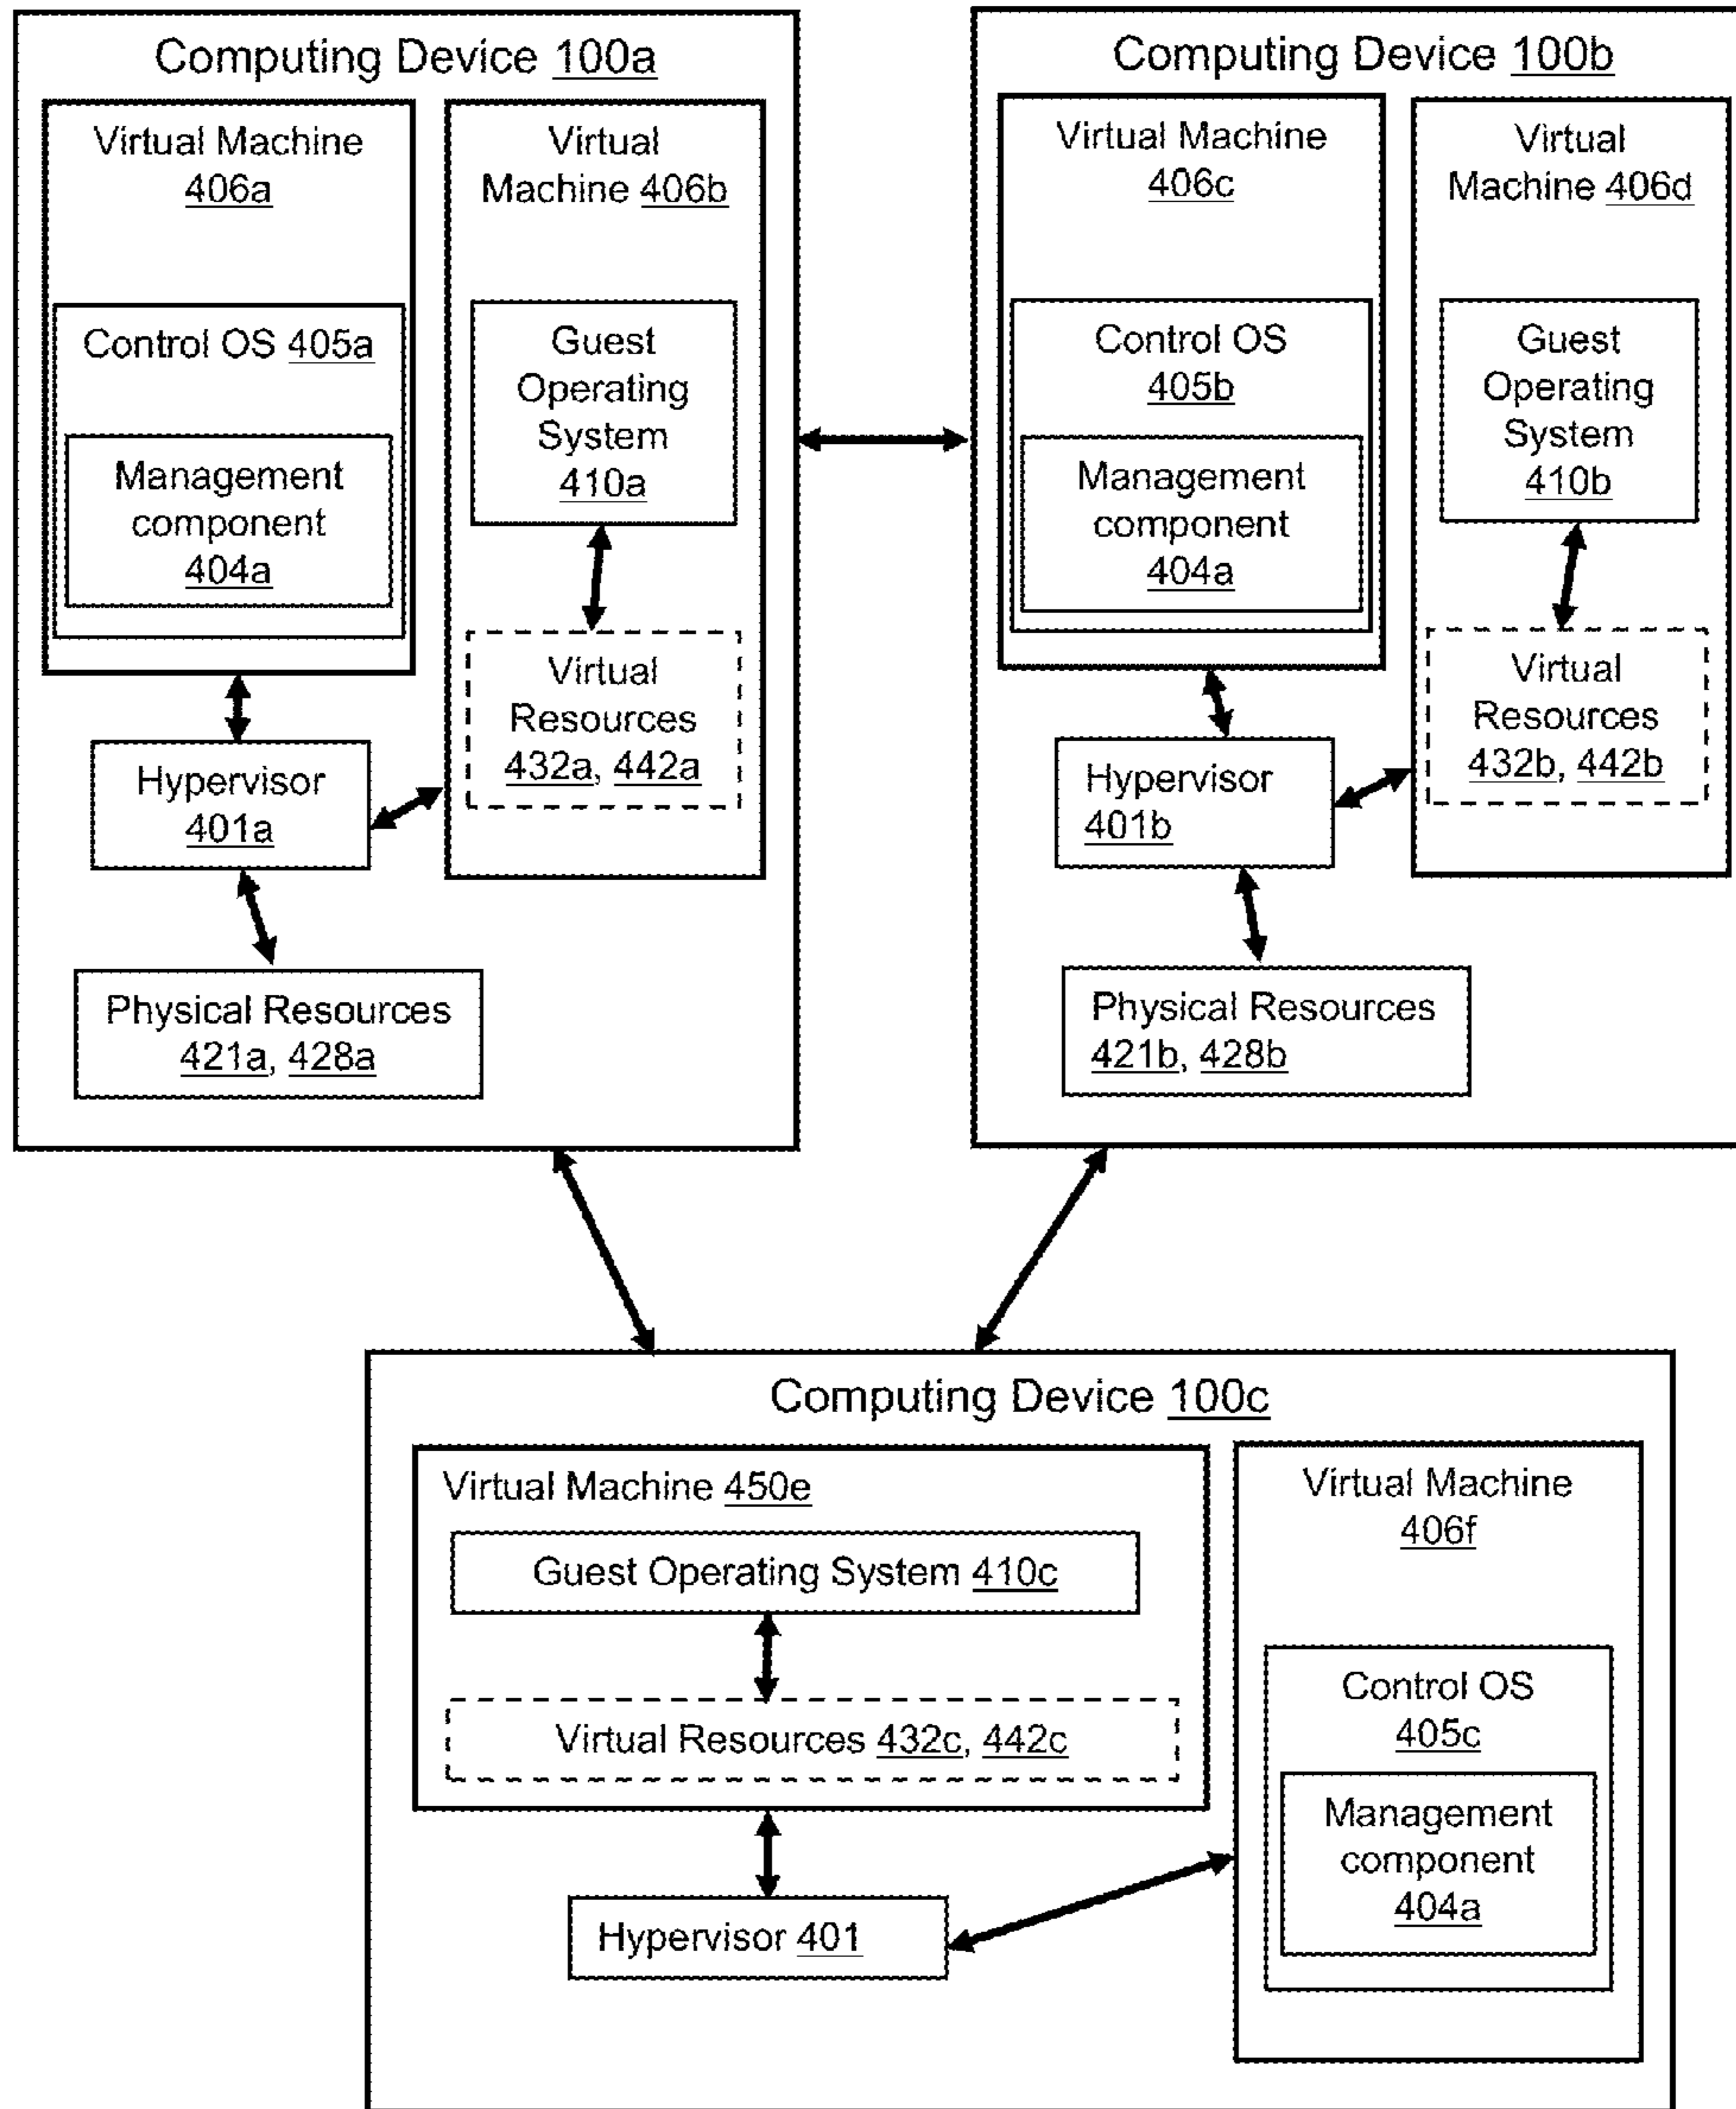 Computing Device 100a
Virtual Machine
406a
Control OS 405a
Management
component
404a
Virtual
Machine 406b
Guest
Operating
System
410a
Virtual
Resources
432a, 442a
Hypervisor
401a
Physical Resources
421a, 428a
Computing Device 100b
Virtual Machine
406c
Control OS
405b
Management
component
404a
Virtual
Machine 406d
Guest
Operating
System
410b
Virtual
Resources
432b, 442b
Hypervisor
401b
Physical Resources
421b, 428b
Computing Device 100c
Virtual Machine 450e
Guest Operating System 410c
Virtual Resources 432c, 442c
Hypervisor 401
Virtual Machine
406f
Control OS
405c
Management
component
404a